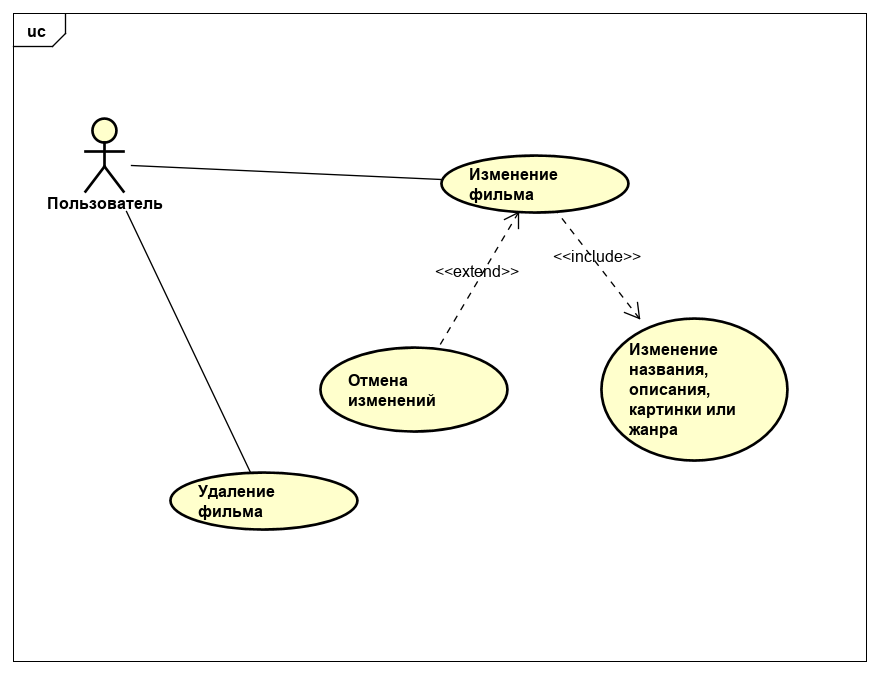 uc
Пользователь
Изменение
фильма
<<extend>>
<<include>>
Отмена
изменений
Изменение
названия,
описания,
картинки или
жанра
Удаление
фильма